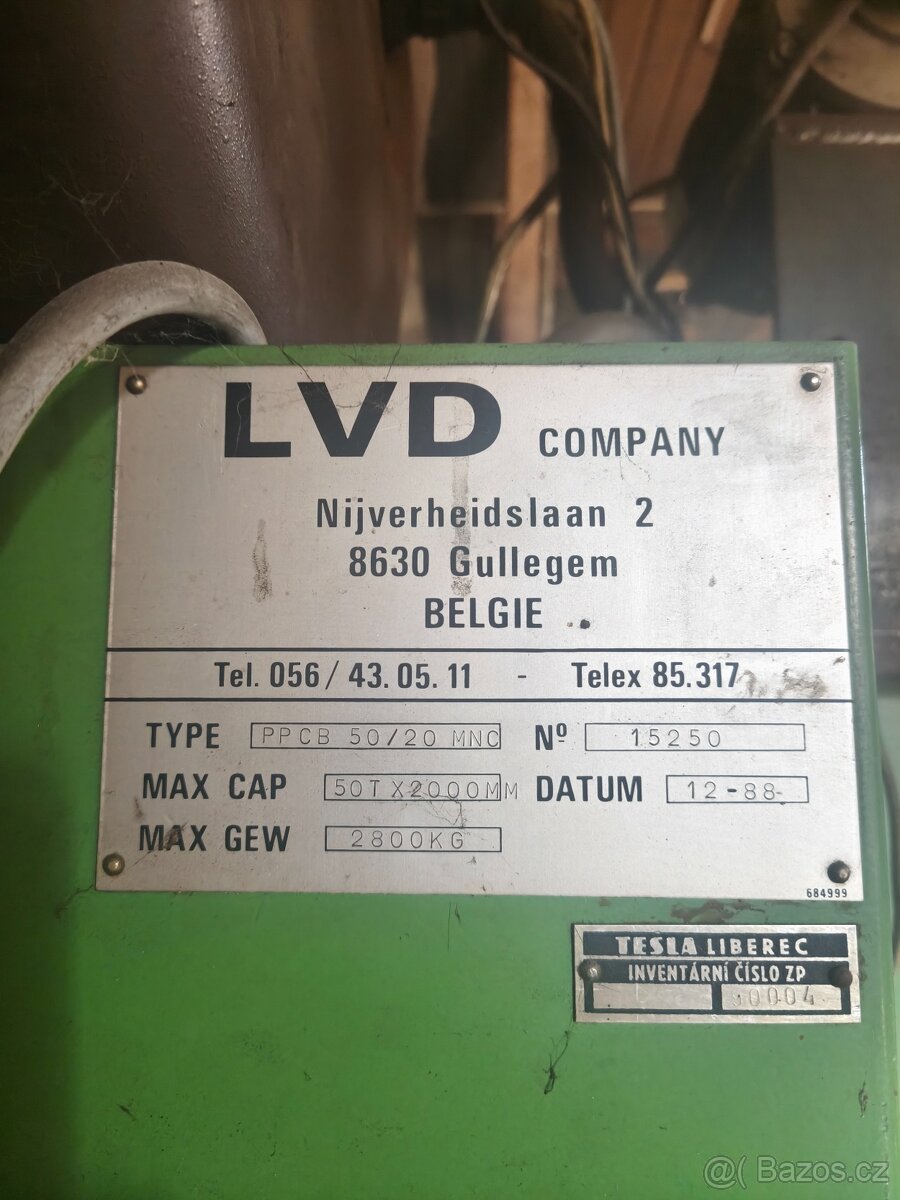 LVD COMPANY
Nijverheidslaan 2
8630 Gullegem
BELGIE
Tel. 056/43.05.11 - Telex 85.317
TYPE PPCB 50/20 MNC Nº 15250
MAX CAP 50TX2000MM DATUM 12-88
MAX GEW 2800KG
684999
TESLA LIBEREC
INVENTÁRNÍ ČÍSLO ZP
@( Bazos.cz